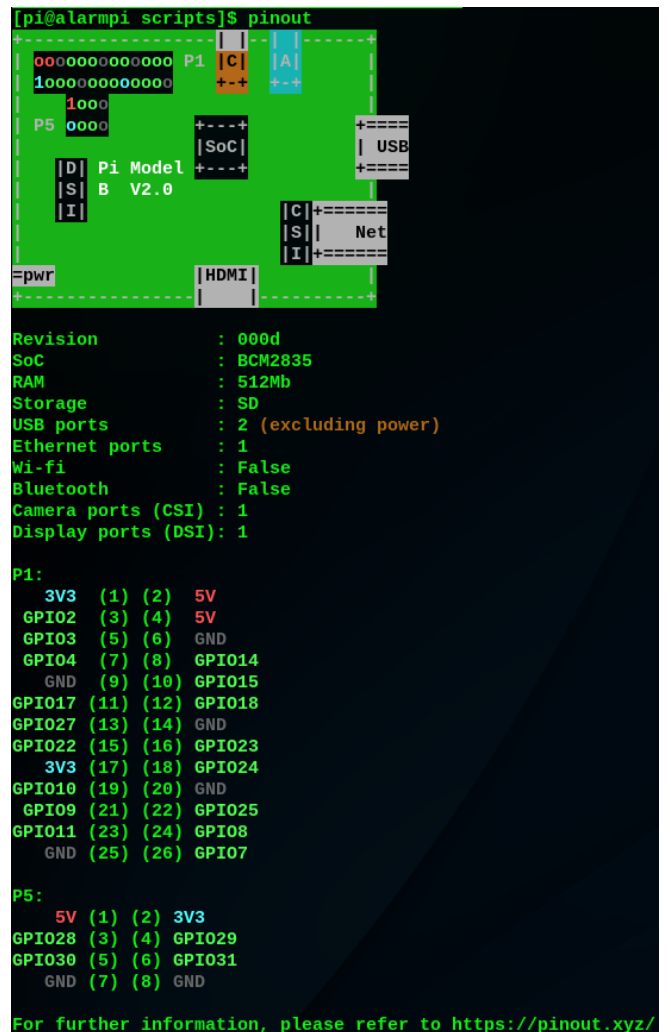 [pi@alarmpi scripts]$ pinout
+------------------| |--| |------+
| ooooooooooooo P1 |C|  |A|      |
| 1oooooooooooo    +-+  +-+      |
|    1ooo                        |
| P5 oooo        +---+          +====
|                |SoC|          | USB
|   |D| Pi Model +---+          +====
|   |S| B  V2.0                  |
|   |I|                  |C|+======
|                        |S||   Net
|                        |I|+======
=pwr             |HDMI|          |
+----------------|    |----------+
Revision           : 000d
SoC                : BCM2835
RAM                : 512Mb
Storage            : SD
USB ports          : 2 (excluding power)
Ethernet ports     : 1
Wi-fi              : False
Bluetooth          : False
Camera ports (CSI) : 1
Display ports (DSI): 1
P1:
   3V3  (1) (2)  5V
 GPIO2  (3) (4)  5V
 GPIO3  (5) (6)  GND
 GPIO4  (7) (8)  GPIO14
   GND  (9) (10) GPIO15
GPIO17 (11) (12) GPIO18
GPIO27 (13) (14) GND
GPIO22 (15) (16) GPIO23
   3V3 (17) (18) GPIO24
GPIO10 (19) (20) GND
 GPIO9 (21) (22) GPIO25
GPIO11 (23) (24) GPIO8
   GND (25) (26) GPIO7
P5:
    5V (1) (2) 3V3
GPIO28 (3) (4) GPIO29
GPIO30 (5) (6) GPIO31
   GND (7) (8) GND
For further information, please refer to https://pinout.xyz/